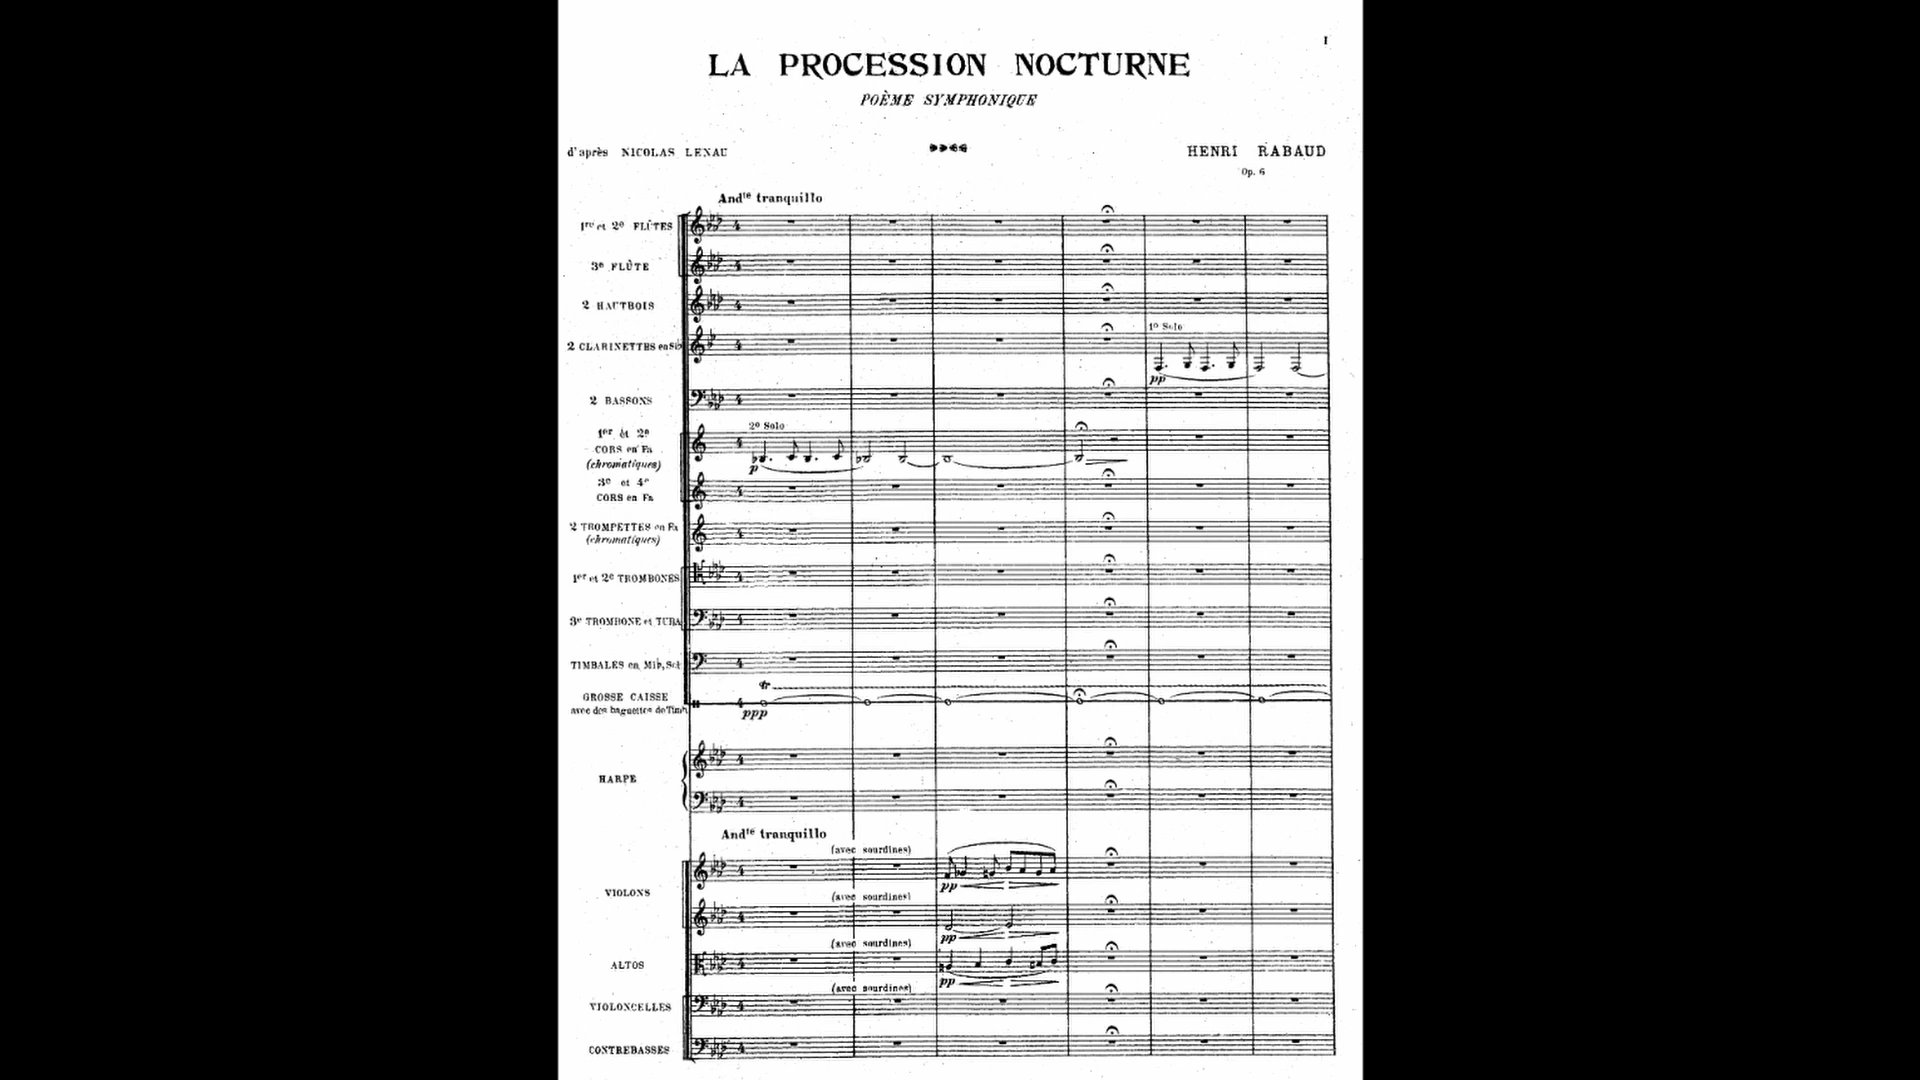 1
LA PROCESSION NOCTURNE
POÈME SYMPHONIQUE
d'après NICOLAS LENAU
HENRI RABAUD
Op. 6
Andte tranquillo
1re et 2e FLÛTES
3e FLÛTE
2 HAUTBOIS
1o Solo
2 CLARINETTES en Sib
pp
2 BASSONS
2o Solo
1er et 2e
CORS en Fa
(chromatiques)
p
3e et 4e
CORS en Fa
2 TROMPETTES en Fa
(chromatiques)
1er et 2e TROMBONES
3e TROMBONE et TUBA
TIMBALES en Mib, Sol
tr
GROSSE CAISSE
avec des baguettes de Timb.
ppp
HARPE
Andte tranquillo
(avec sourdines)
pp
VIOLONS
(avec sourdines)
pp
(avec sourdines)
ALTOS
pp
(avec sourdines)
VIOLONCELLES
CONTREBASSES